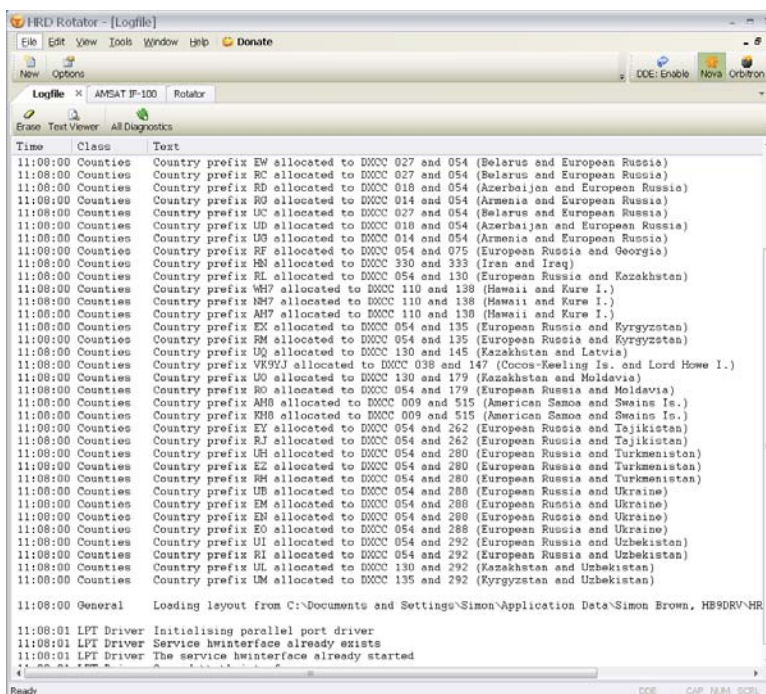 HRD Rotator - [Logfile]
File Edit View Tools Window Help Donate
New Options DDE: Enable Nova Orbitron
Logfile AMSAT IF-100 Rotator
Erase Text Viewer All Diagnostics
Time Class Text
11:08:00 Counties Country prefix EW allocated to DXCC 027 and 054 (Belarus and European Russia)
11:08:00 Counties Country prefix RC allocated to DXCC 027 and 054 (Belarus and European Russia)
11:08:00 Counties Country prefix RD allocated to DXCC 018 and 054 (Azerbaijan and European Russia)
11:08:00 Counties Country prefix RG allocated to DXCC 014 and 054 (Armenia and European Russia)
11:08:00 Counties Country prefix UC allocated to DXCC 027 and 054 (Belarus and European Russia)
11:08:00 Counties Country prefix UD allocated to DXCC 018 and 054 (Azerbaijan and European Russia)
11:08:00 Counties Country prefix UG allocated to DXCC 014 and 054 (Armenia and European Russia)
11:08:00 Counties Country prefix RF allocated to DXCC 054 and 075 (European Russia and Georgia)
11:08:00 Counties Country prefix HN allocated to DXCC 330 and 333 (Iran and Iraq)
11:08:00 Counties Country prefix RL allocated to DXCC 054 and 130 (European Russia and Kazakhstan)
11:08:00 Counties Country prefix WH7 allocated to DXCC 110 and 138 (Hawaii and Kure I.)
11:08:00 Counties Country prefix NH7 allocated to DXCC 110 and 138 (Hawaii and Kure I.)
11:08:00 Counties Country prefix AH7 allocated to DXCC 110 and 138 (Hawaii and Kure I.)
11:08:00 Counties Country prefix EX allocated to DXCC 054 and 135 (European Russia and Kyrgyzstan)
11:08:00 Counties Country prefix RM allocated to DXCC 054 and 135 (European Russia and Kyrgyzstan)
11:08:00 Counties Country prefix UQ allocated to DXCC 130 and 145 (Kazakhstan and Latvia)
11:08:00 Counties Country prefix VK9YJ allocated to DXCC 038 and 147 (Cocos-Keeling Is. and Lord Howe I.)
11:08:00 Counties Country prefix UO allocated to DXCC 130 and 179 (Kazakhstan and Moldavia)
11:08:00 Counties Country prefix RO allocated to DXCC 054 and 179 (European Russia and Moldavia)
11:08:00 Counties Country prefix AH8 allocated to DXCC 009 and 515 (American Samoa and Swains Is.)
11:08:00 Counties Country prefix KH8 allocated to DXCC 009 and 515 (American Samoa and Swains Is.)
11:08:00 Counties Country prefix EY allocated to DXCC 054 and 262 (European Russia and Tajikistan)
11:08:00 Counties Country prefix RJ allocated to DXCC 054 and 262 (European Russia and Tajikistan)
11:08:00 Counties Country prefix UH allocated to DXCC 054 and 280 (European Russia and Turkmenistan)
11:08:00 Counties Country prefix EZ allocated to DXCC 054 and 280 (European Russia and Turkmenistan)
11:08:00 Counties Country prefix RH allocated to DXCC 054 and 280 (European Russia and Turkmenistan)
11:08:00 Counties Country prefix UB allocated to DXCC 054 and 288 (European Russia and Ukraine)
11:08:00 Counties Country prefix EM allocated to DXCC 054 and 288 (European Russia and Ukraine)
11:08:00 Counties Country prefix EN allocated to DXCC 054 and 288 (European Russia and Ukraine)
11:08:00 Counties Country prefix EO allocated to DXCC 054 and 288 (European Russia and Ukraine)
11:08:00 Counties Country prefix UI allocated to DXCC 054 and 292 (European Russia and Uzbekistan)
11:08:00 Counties Country prefix RI allocated to DXCC 054 and 292 (European Russia and Uzbekistan)
11:08:00 Counties Country prefix UL allocated to DXCC 130 and 292 (Kazakhstan and Uzbekistan)
11:08:00 Counties Country prefix UM allocated to DXCC 135 and 292 (Kyrgyzstan and Uzbekistan)
11:08:00 General Loading layout from C:\Documents and Settings\Simon\Application Data\Simon Brown, HB9DRV\HR
11:08:01 LPT Driver Initialising parallel port driver
11:08:01 LPT Driver Service hwinterface already exists
11:08:01 LPT Driver The service hwinterface already started
Ready DDE CAP NUM SCRL